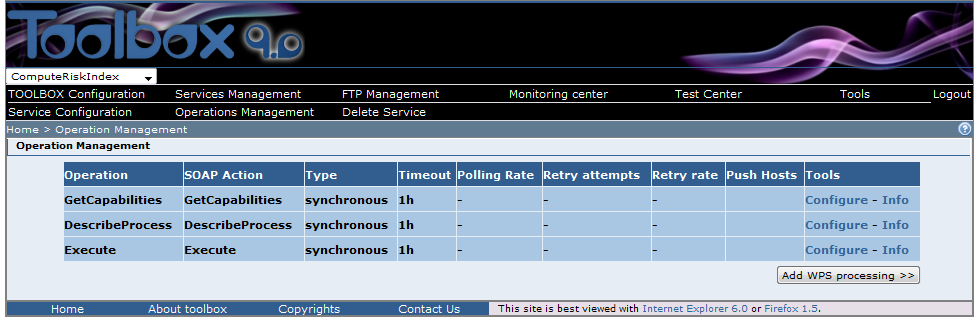 Toolbox 9.0
ComputeRiskIndex
TOOLBOX Configuration Services Management FTP Management Monitoring center Test Center Tools Logout
Service Configuration Operations Management Delete Service
Home > Operation Management
Operation Management
Operation SOAP Action Type Timeout Polling Rate Retry attempts Retry rate Push Hosts Tools
GetCapabilities GetCapabilities synchronous 1h - - - Configure - Info
DescribeProcess DescribeProcess synchronous 1h - - - Configure - Info
Execute Execute synchronous 1h - - - Configure - Info
Add WPS processing >>
Home About toolbox Copyrights Contact Us This site is best viewed with Internet Explorer 6.0 or Firefox 1.5.